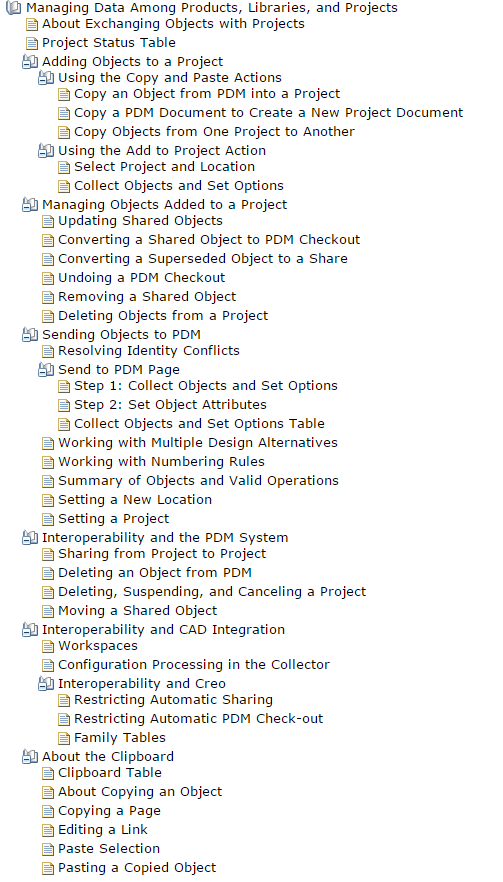 Managing Data Among Products, Libraries, and Projects
About Exchanging Objects with Projects
Project Status Table
Adding Objects to a Project
Using the Copy and Paste Actions
Copy an Object from PDM into a Project
Copy a PDM Document to Create a New Project Document
Copy Objects from One Project to Another
Using the Add to Project Action
Select Project and Location
Collect Objects and Set Options
Managing Objects Added to a Project
Updating Shared Objects
Converting a Shared Object to PDM Checkout
Converting a Superseded Object to a Share
Undoing a PDM Checkout
Removing a Shared Object
Deleting Objects from a Project
Sending Objects to PDM
Resolving Identity Conflicts
Send to PDM Page
Step 1: Collect Objects and Set Options
Step 2: Set Object Attributes
Collect Objects and Set Options Table
Working with Multiple Design Alternatives
Working with Numbering Rules
Summary of Objects and Valid Operations
Setting a New Location
Setting a Project
Interoperability and the PDM System
Sharing from Project to Project
Deleting an Object from PDM
Deleting, Suspending, and Canceling a Project
Moving a Shared Object
Interoperability and CAD Integration
Workspaces
Configuration Processing in the Collector
Interoperability and Creo
Restricting Automatic Sharing
Restricting Automatic PDM Check-out
Family Tables
About the Clipboard
Clipboard Table
About Copying an Object
Copying a Page
Editing a Link
Paste Selection
Pasting a Copied Object